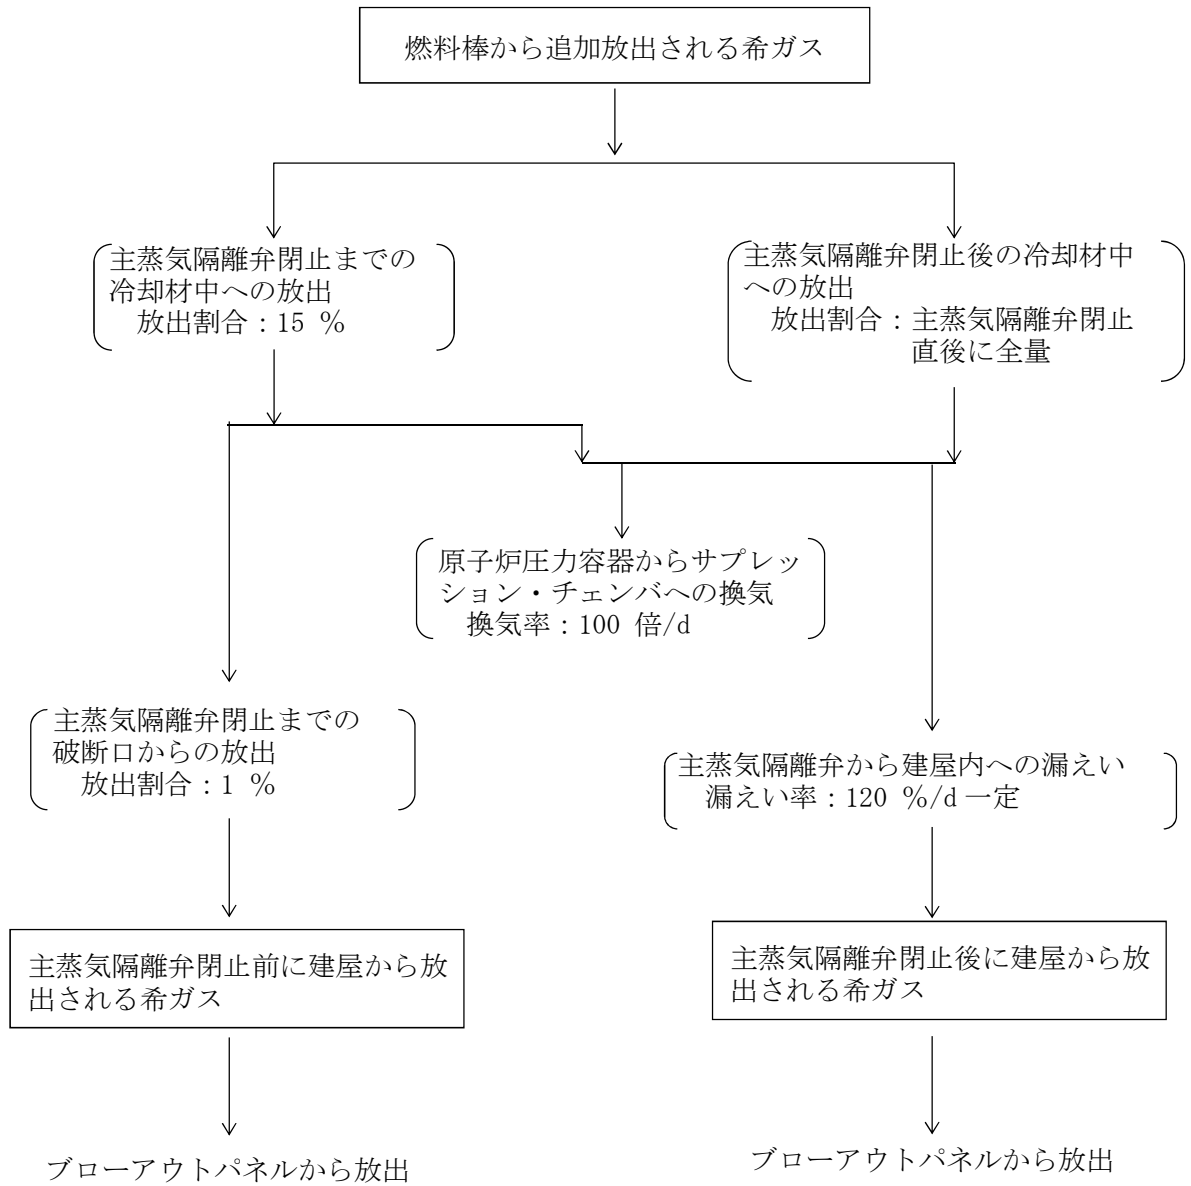 燃料棒から追加放出される希ガス
主蒸気隔離弁閉止までの
冷却材中への放出
放出割合：15 %
主蒸気隔離弁閉止後の冷却材中
への放出
放出割合：主蒸気隔離弁閉止
直後に全量
原子炉圧力容器からサプレッ
ション・チェンバへの換気
換気率：100 倍/d
主蒸気隔離弁閉止までの
破断口からの放出
放出割合：1 %
主蒸気隔離弁から建屋内への漏えい
漏えい率：120 %/d 一定
主蒸気隔離弁閉止前に建屋から放
出される希ガス
主蒸気隔離弁閉止後に建屋から放
出される希ガス
ブローアウトパネルから放出
ブローアウトパネルから放出